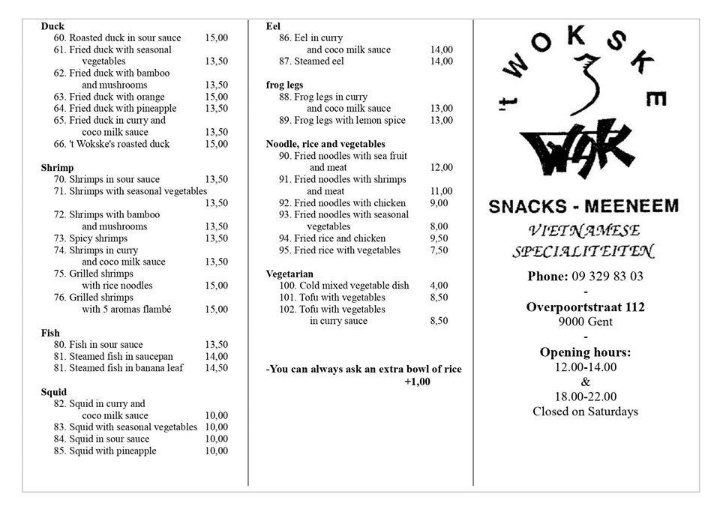 Duck
60. Roasted duck in sour sauce 15,00
61. Fried duck with seasonal
vegetables 13,50
62. Fried duck with bamboo
and mushrooms 13,50
63. Fried duck with orange 15,00
64. Fried duck with pineapple 13,50
65. Fried duck in curry and
coco milk sauce 13,50
66. 't Wokske's roasted duck 15,00
Shrimp
70. Shrimps in sour sauce 13,50
71. Shrimps with seasonal vegetables
13,50
72. Shrimps with bamboo
and mushrooms 13,50
73. Spicy shrimps 13,50
74. Shrimps in curry
and coco milk sauce 13,50
75. Grilled shrimps
with rice noodles 15,00
76. Grilled shrimps
with 5 aromas flambé 15,00
Fish
80. Fish in sour sauce 13,50
81. Steamed fish in saucepan 14,00
81. Steamed fish in banana leaf 14,50
Squid
82. Squid in curry and
coco milk sauce 10,00
83. Squid with seasonal vegetables 10,00
84. Squid in sour sauce 10,00
85. Squid with pineapple 10,00
Eel
86. Eel in curry
and coco milk sauce 14,00
87. Steamed eel 14,00
frog legs
88. Frog legs in curry
and coco milk sauce 13,00
89. Frog legs with lemon spice 13,00
Noodle, rice and vegetables
90. Fried noodles with sea fruit
and meat 12,00
91. Fried noodles with shrimps
and meat 11,00
92. Fried noodles with chicken 9,00
93. Fried noodles with seasonal
vegetables 8,00
94. Fried rice and chicken 9,50
95. Fried rice with vegetables 7,50
Vegetarian
100. Cold mixed vegetable dish 4,00
101. Tofu with vegetables 8,50
102. Tofu with vegetables
in curry sauce 8,50
-You can always ask an extra bowl of rice
+1,00
't WOKSKE
WOK
SNACKS - MEENEEM
VIETNAMESE
SPECIALITEITEN
Phone: 09 329 83 03
-
Overpoortstraat 112
9000 Gent
-
Opening hours:
12.00-14.00
&
18.00-22.00
Closed on Saturdays